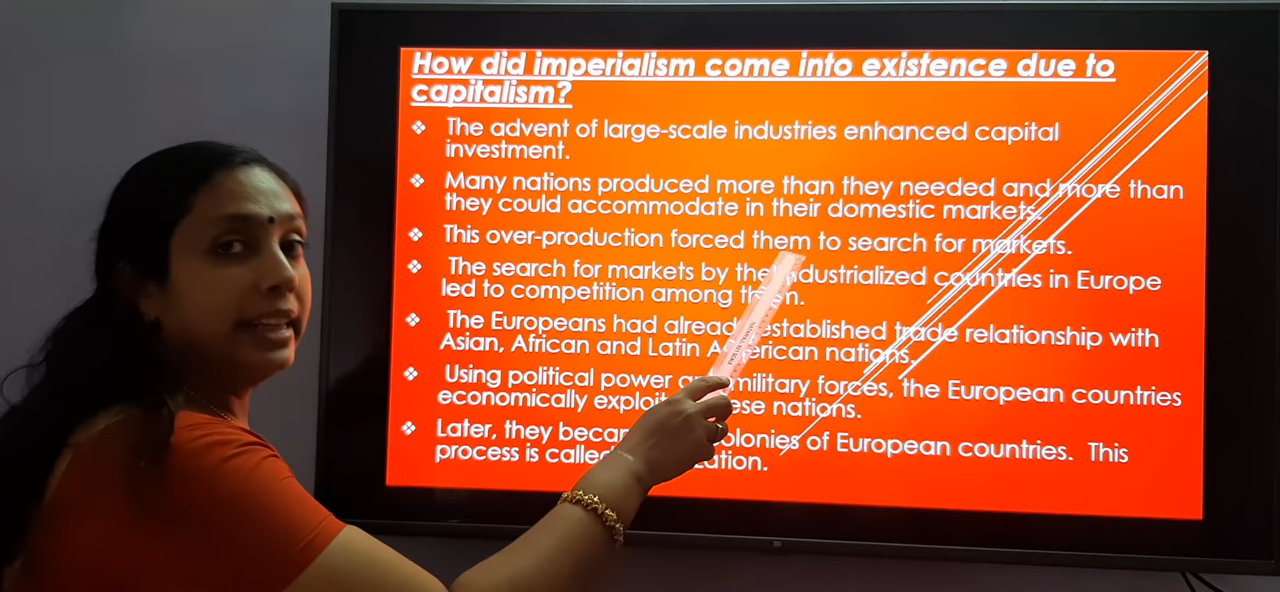 How did imperialism come into existence due to
capitalism?
❖ The advent of large-scale industries enhanced capital
investment.
❖ Many nations produced more than they needed and more than
they could accommodate in their domestic markets.
❖ This over-production forced them to search for markets.
❖ The search for markets by the industrialized countries in Europe
led to competition among them.
❖ The Europeans had already established trade relationship with
Asian, African and Latin American nations.
❖ Using political power military forces, the European countries
economically these nations.
❖ Later, they colonies of European countries. This
process is called